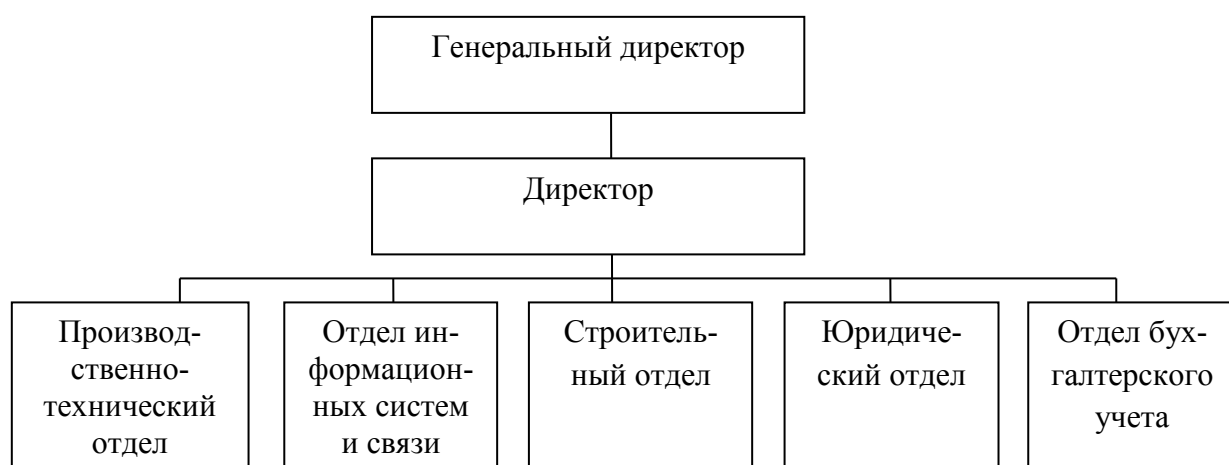 Генеральный директор
Директор
Производ-
ственно-
технический
отдел
Отдел ин-
формацион-
ных систем
и связи
Строитель-
ный отдел
Юридиче-
ский отдел
Отдел бух-
галтерского
учета